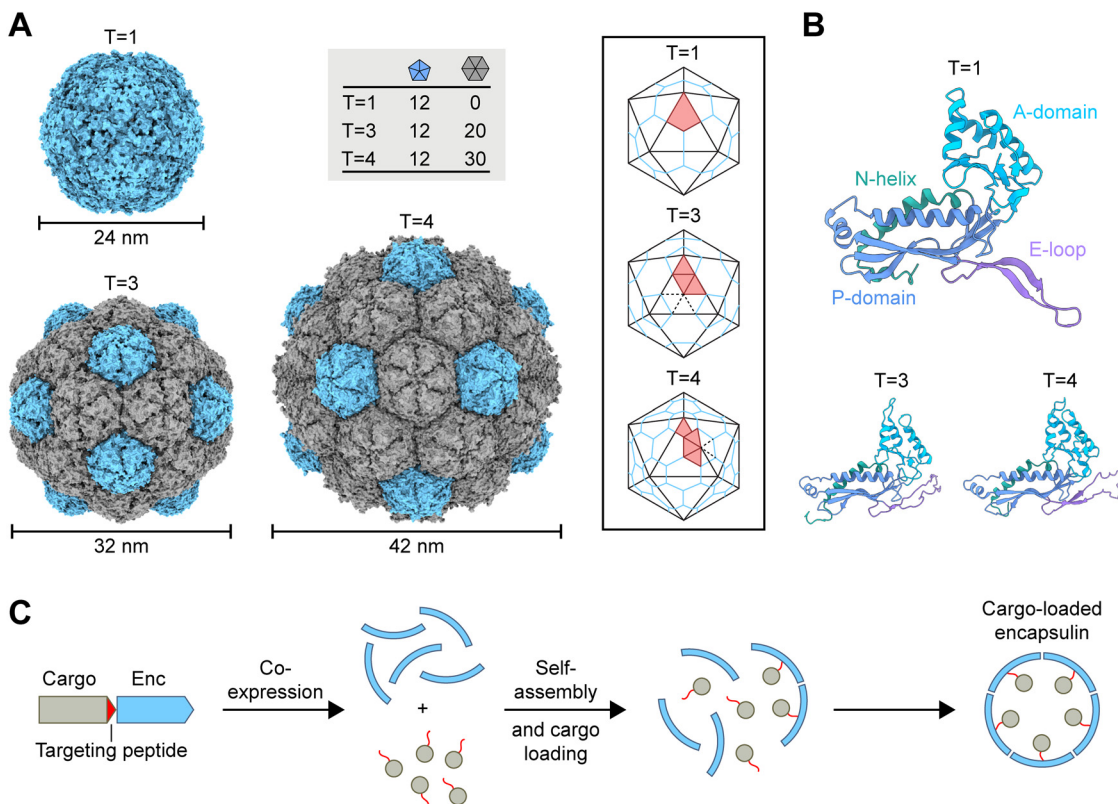 A
T=1
24 nm
T=1 12 0
T=3 12 20
T=4 12 30
T=3
32 nm
T=4
42 nm
T=1
T=3
T=4
B
T=1
A-domain
N-helix
E-loop
P-domain
T=3
T=4
C
Cargo
Enc
Targeting peptide
Co-
expression
+
Self-
assembly
and cargo
loading
Cargo-loaded
encapsulin